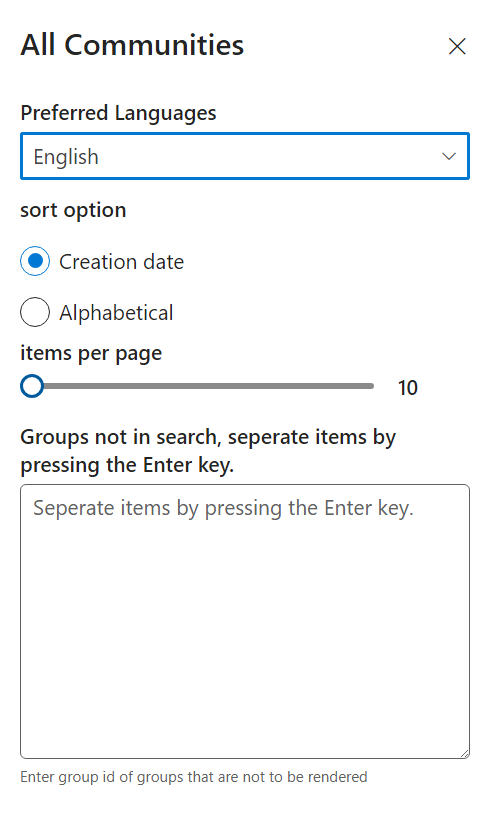 All Communities
Preferred Languages
English
sort option
Creation date
Alphabetical
items per page
10
Groups not in search, seperate items by
pressing the Enter key.
Seperate items by pressing the Enter key.
Enter group id of groups that are not to be rendered